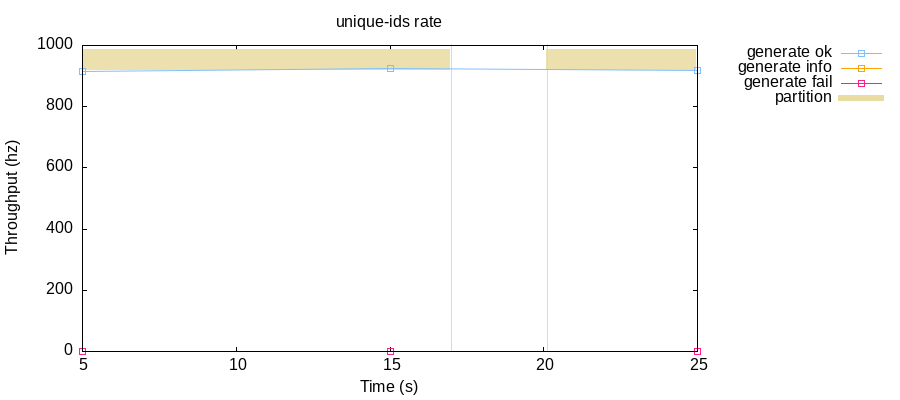 unique-ids rate
1000
800
600
400
200
0
Throughput (hz)
5
10
15
20
25
Time (s)
generate ok
generate info
generate fail
partition